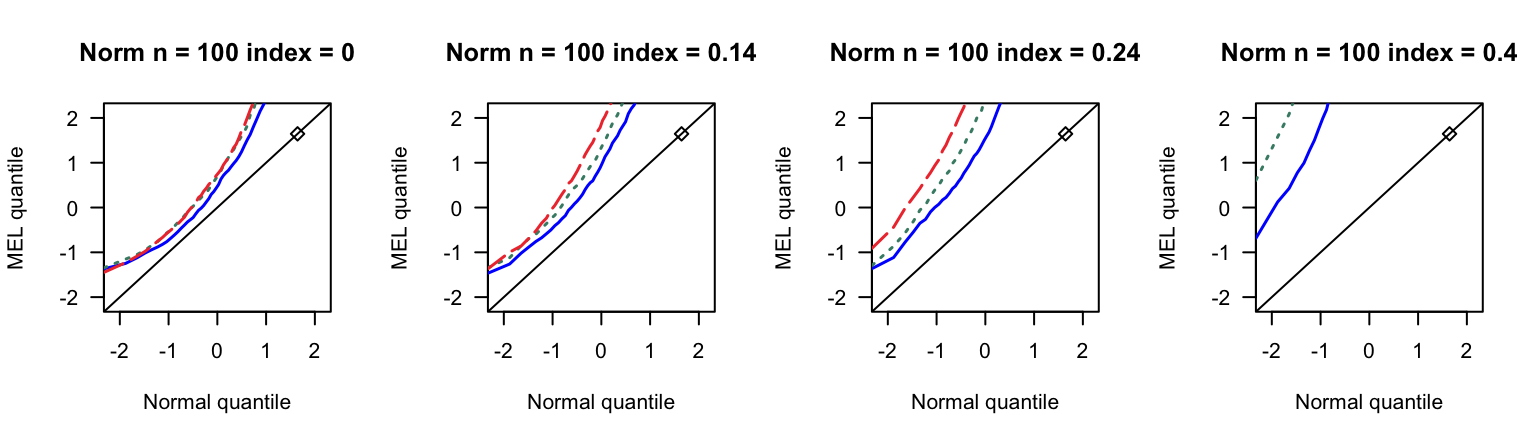 Norm n = 100 index = 0
MEL quantile
2
1
0
-1
-2
-2 -1 0 1 2
Normal quantile
Norm n = 100 index = 0.14
MEL quantile
2
1
0
-1
-2
-2 -1 0 1 2
Normal quantile
Norm n = 100 index = 0.24
MEL quantile
2
1
0
-1
-2
-2 -1 0 1 2
Normal quantile
Norm n = 100 index = 0.4
MEL quantile
2
1
0
-1
-2
-2 -1 0 1 2
Normal quantile